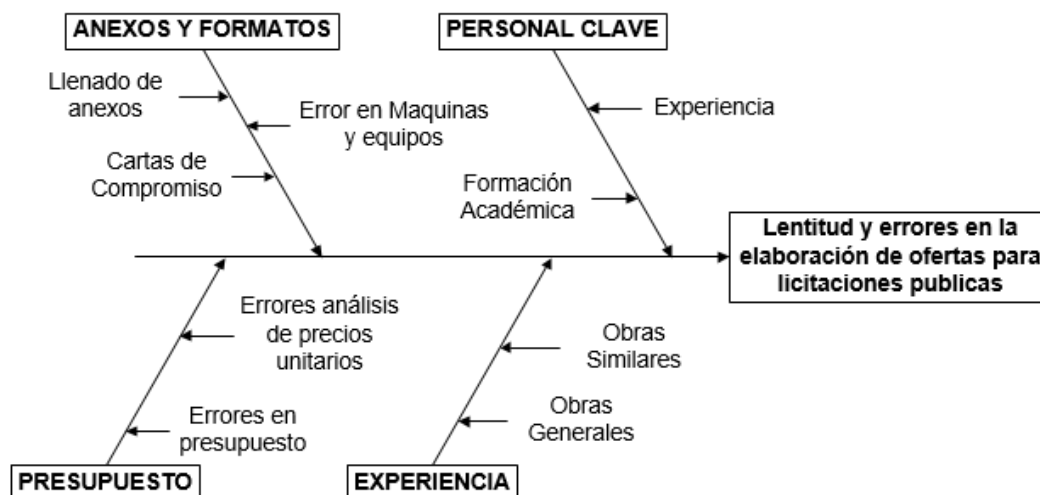 ANEXOS Y FORMATOS
PERSONAL CLAVE
Llenado de
anexos
Error en Maquinas
y equipos
Experiencia
Cartas de
Compromiso
Formación
Académica
Lentitud y errores en la
elaboración de ofertas para
licitaciones publicas
Errores análisis
de precios
unitarios
Obras
Similares
Errores en
presupuesto
Obras
Generales
PRESUPUESTO
EXPERIENCIA